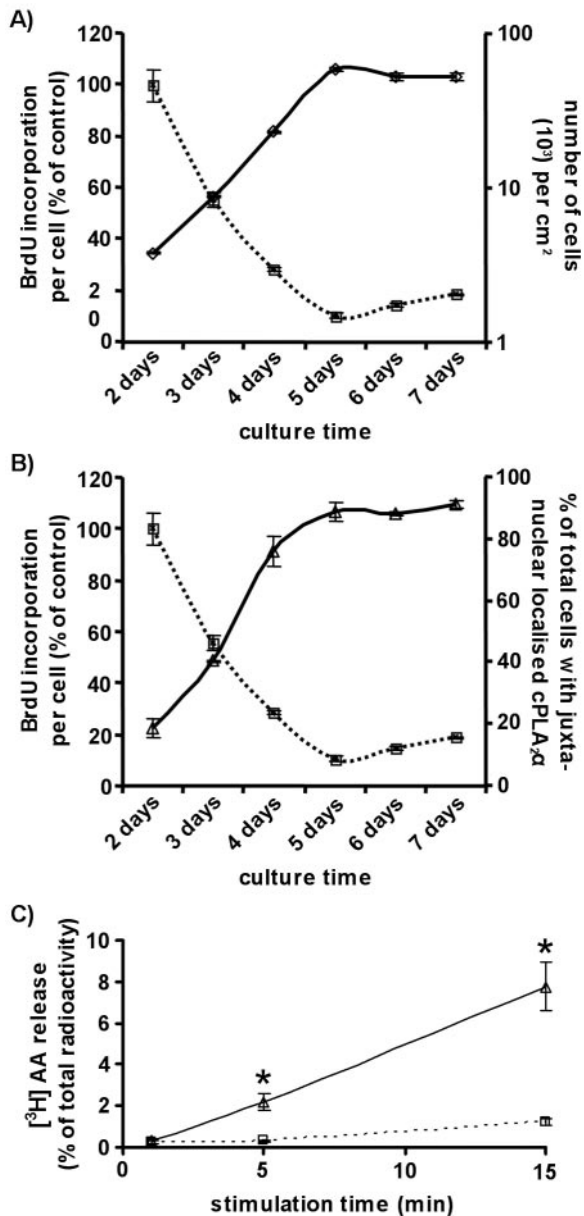 A)
BrdU incorporation
per cell (% of control)
120
100
80
60
40
2
0
0
100
10
1
number of cells
(10³) per cm²
2 days
3 days
4 days
5 days
6 days
7 days
culture time
B)
BrdU incorporation
per cell (% of control)
120
100
80
60
40
20
0
100
80
60
40
20
0
% of total cells with juxta-
nuclear localised cPLA₂α
2 days
3 days
4 days
5 days
6 days
7 days
culture time
C)
[³H] AA release
(% of total radioactivity)
10
8
6
4
2
0
*
*
0
5
10
15
stimulation time (min)